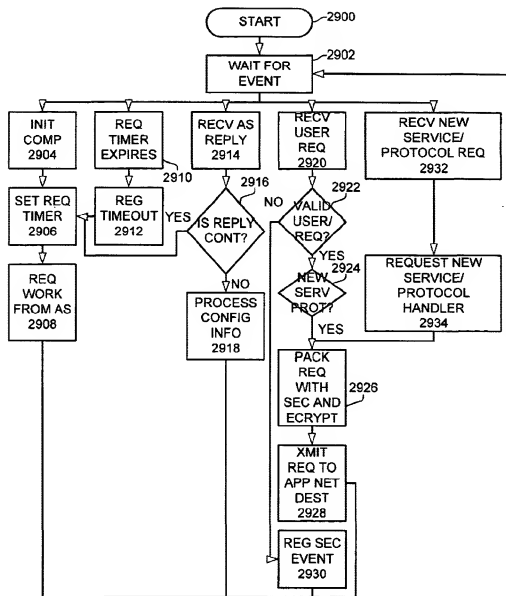 START
2900
WAIT FOR
EVENT
2902
INIT
COMP
2904
REQ
TIMER
EXPIRES
2910
RECV AS
REPLY
2914
RECV
USER
REQ
2920
RECV NEW
SERVICE/
PROTOCOL REQ
2932
SET REQ
TIMER
2906
REG
TIMEOUT
2912
YES
IS REPLY
CONT?
2916
NO
VALID
USER/
REQ?
2922
YES
NEW
SERV
PROT?
2924
YES
REQUEST NEW
SERVICE/
PROTOCOL
HANDLER
2934
REQ
WORK
FROM AS
2908
NO
PROCESS
CONFIG
INFO
2918
PACK
REQ
WITH
SEC AND
ECRYPT
2926
XMIT
REQ TO
APP NET
DEST
2928
REG SEC
EVENT
2930